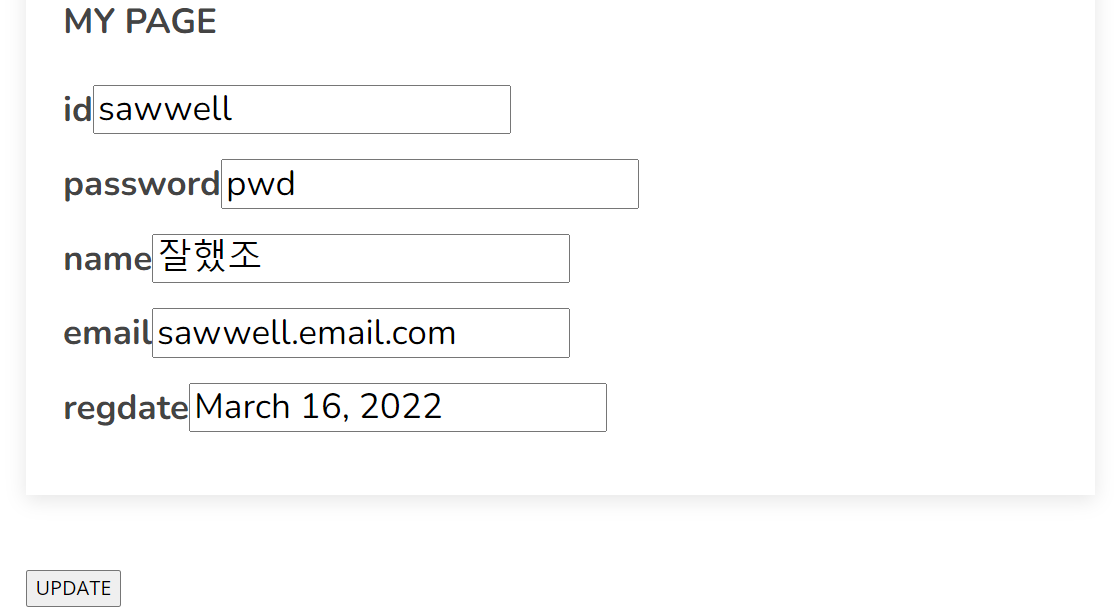 MY PAGE
id sawwell
password pwd
name 잘했조
email sawwell.email.com
regdate March 16, 2022
UPDATE